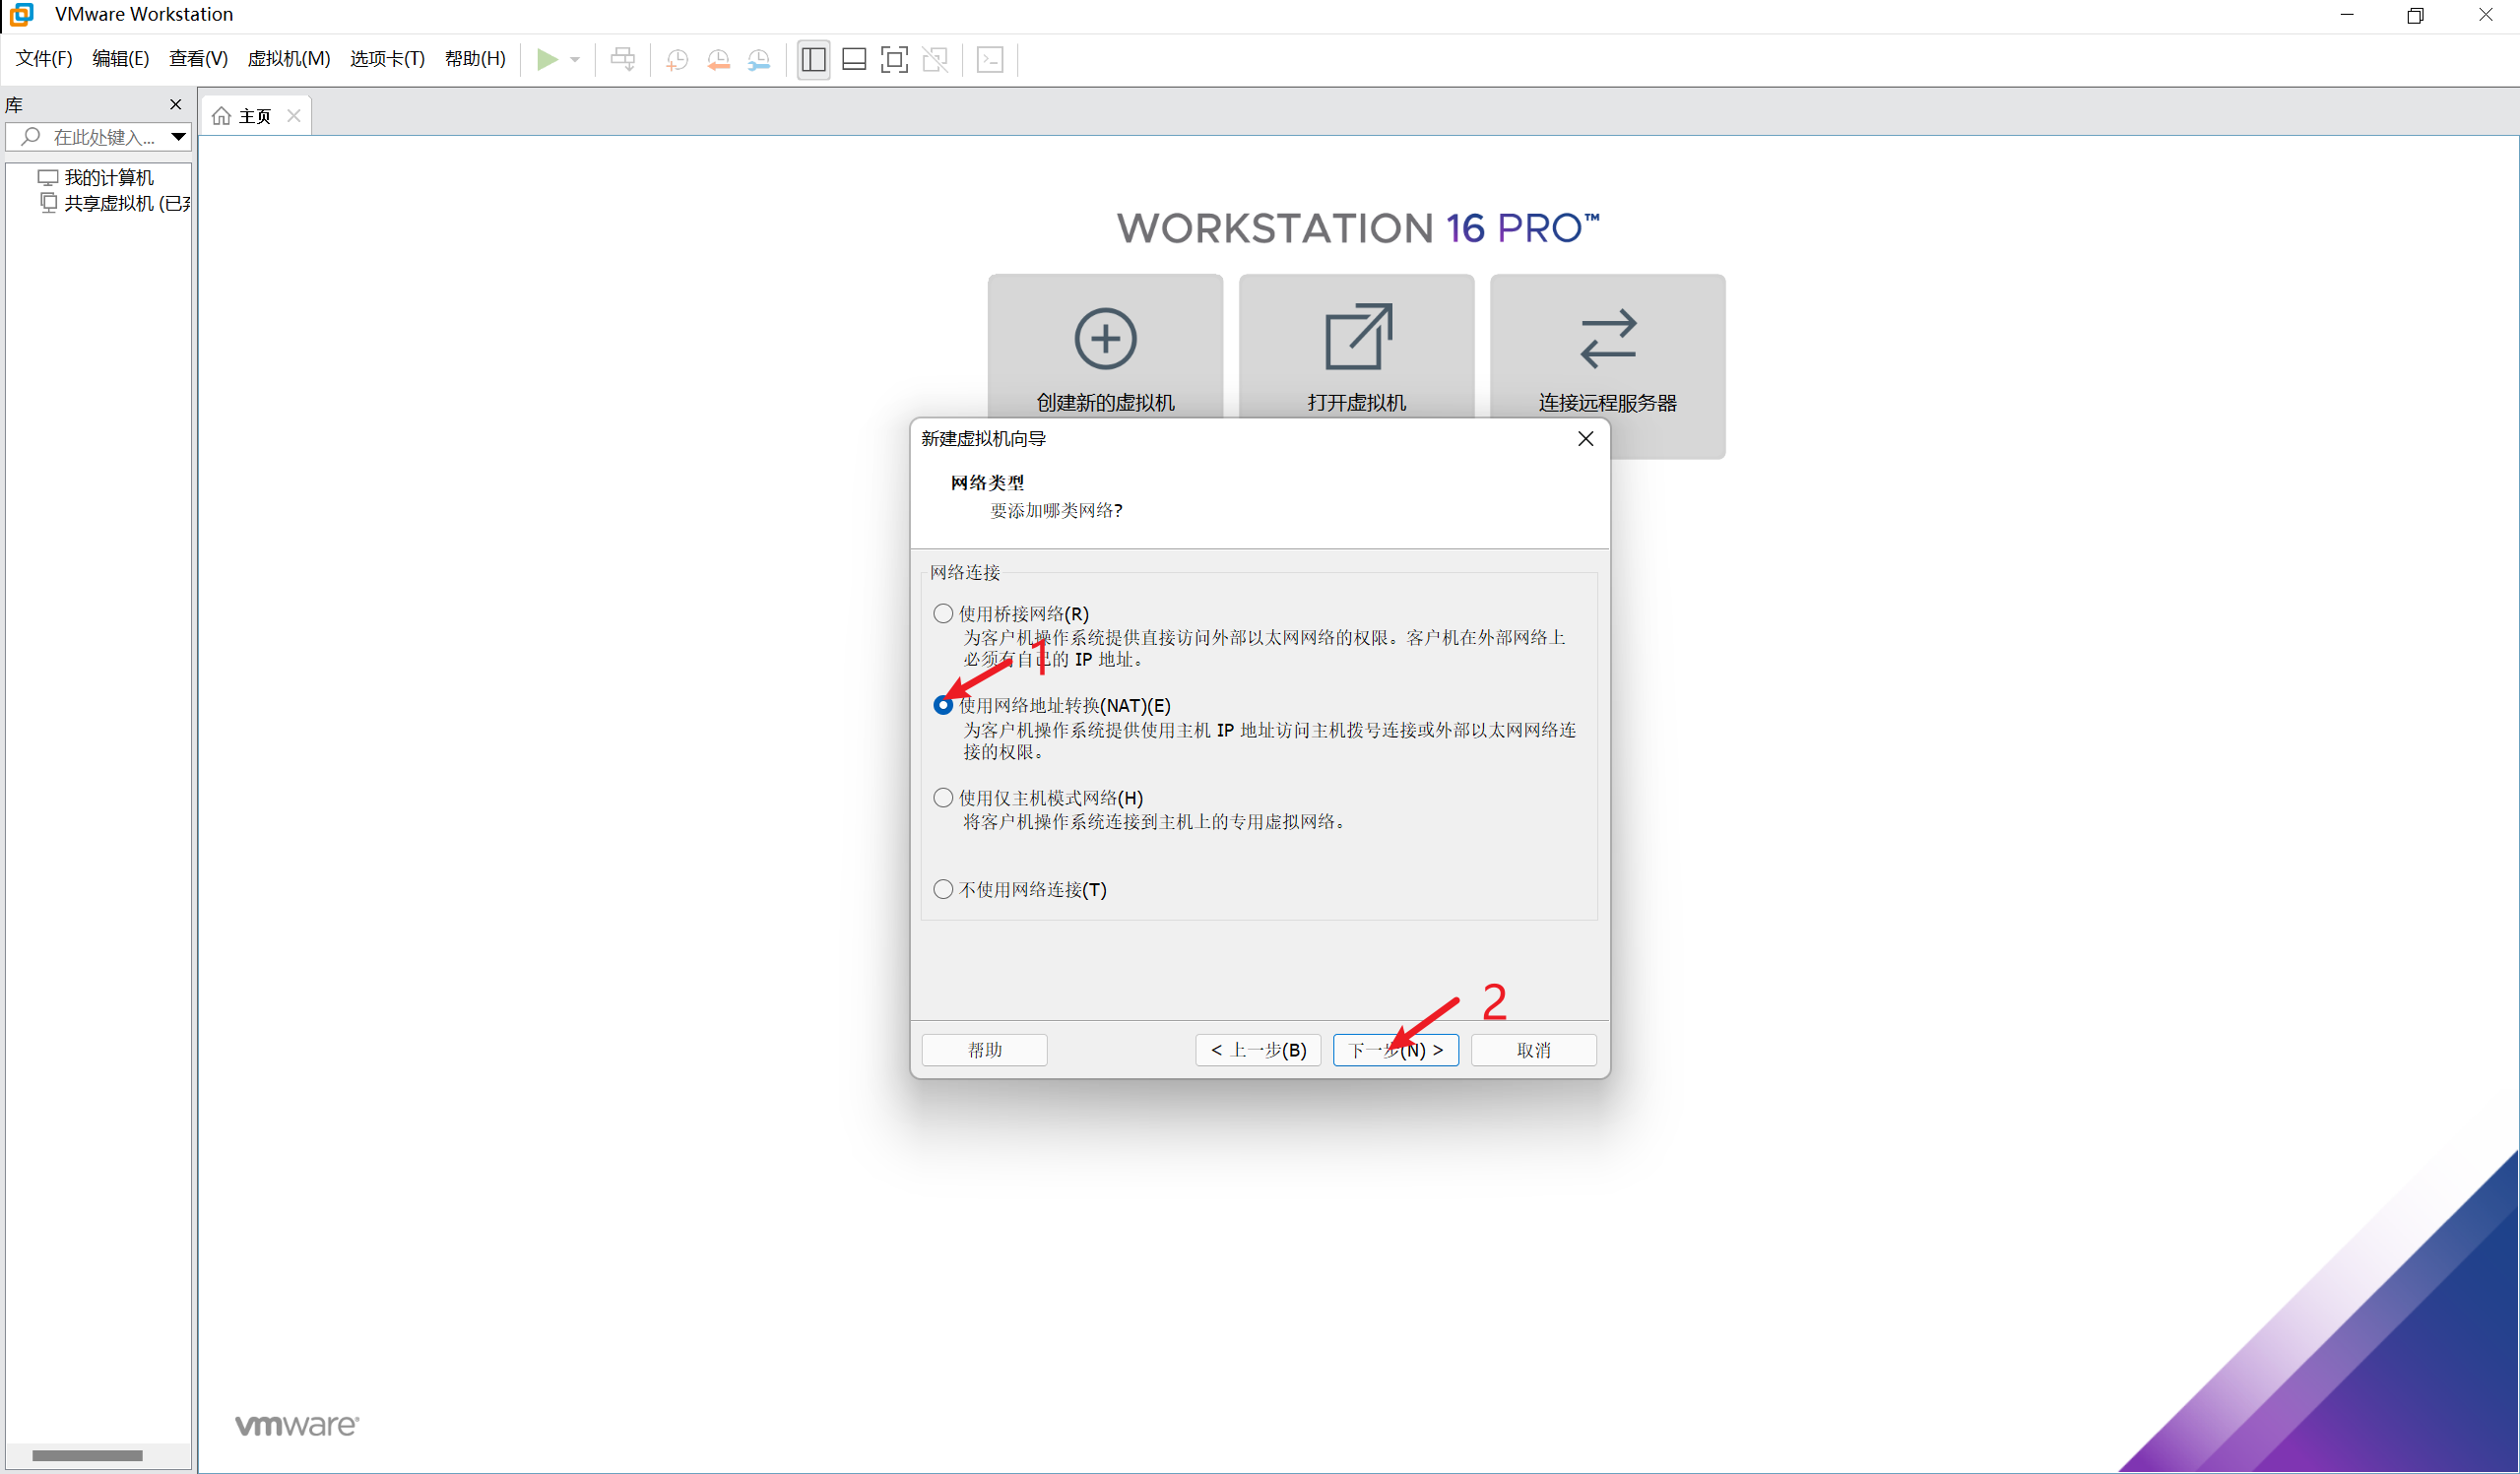 VMware Workstation
文件(F) 编辑(E) 查看(V) 虚拟机(M) 选项卡(T) 帮助(H)
库
主页
在此处键入...
我的计算机
共享虚拟机 (已
WORKSTATION 16 PRO™
创建新的虚拟机 打开虚拟机 连接远程服务器
新建虚拟机向导
网络类型
要添加哪类网络?
网络连接
使用桥接网络(R)
为客户机操作系统提供直接访问外部以太网网络的权限。客户机在外部网络上
必须有自己的 IP 地址。
1
使用网络地址转换(NAT)(E)
为客户机操作系统提供使用主机 IP 地址访问主机拨号连接或外部以太网网络连
接的权限。
使用仅主机模式网络(H)
将客户机操作系统连接到主机上的专用虚拟网络。
不使用网络连接(T)
2
帮助 < 上一步(B) 下一步(N) > 取消
vmware®